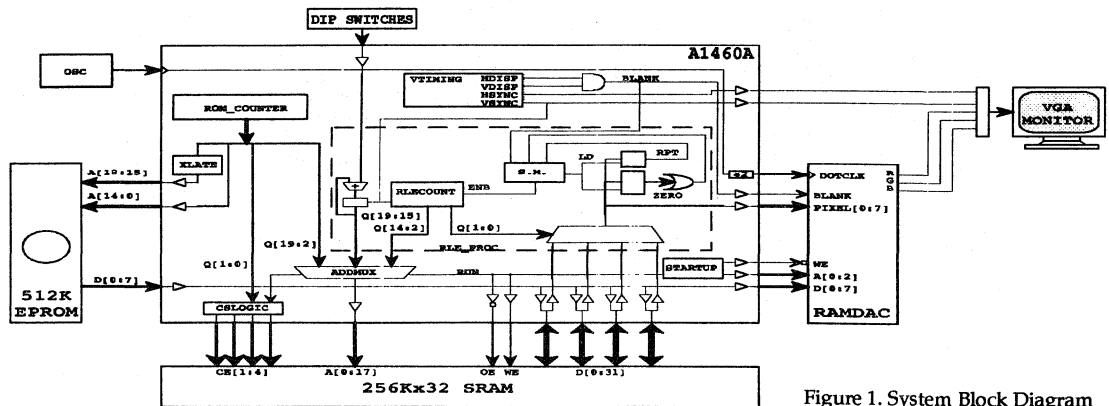 DIP SWITCHES
A1460A
OSC
VTIMING HDISP
VDISP
HSYNC
VSYNC
BLANK
ROM_COUNTER
VGA
MONITOR
XLATE
A[19:15]
A[14:0]
LD
RPT
S.M.
RLECOUNT
ENB
ZERO
÷2
DOTCLK
R
G
B
BLANK
PIXEL[0:7]
Q[19:15]
Q[14:2]
Q[1:0]
RLE_PROC
Q[19:2]
Q[1:0]
ADDMUX
RUN
STARTUP
WE
A[0:2]
D[0:7]
RAMDAC
D[0:7]
512K
EPROM
CSLOGIC
CE[1:4]
A[0:17]
OE WE
D[0:31]
256Kx32 SRAM
Figure 1. System Block Diagram